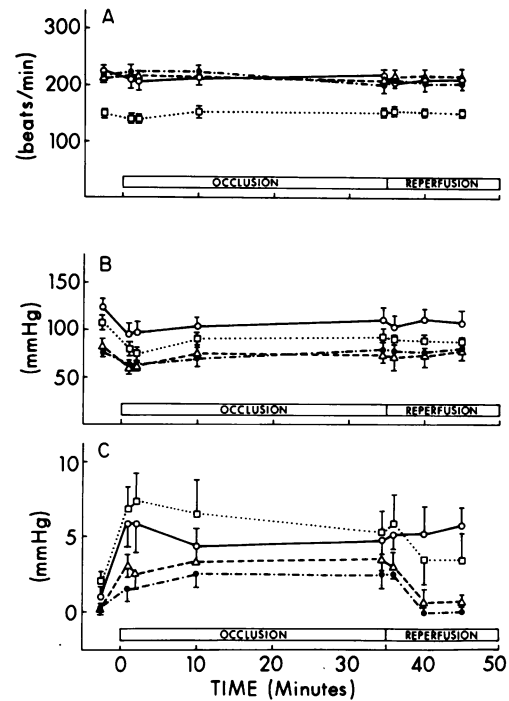 A
300
200
100
(beats/min)
OCCLUSION
REPERFUSION
B
150
100
50
(mmHg)
OCCLUSION
REPERFUSION
C
10
5
0
(mmHg)
OCCLUSION
REPERFUSION
0 10 20 30 40 50
TIME (Minutes)